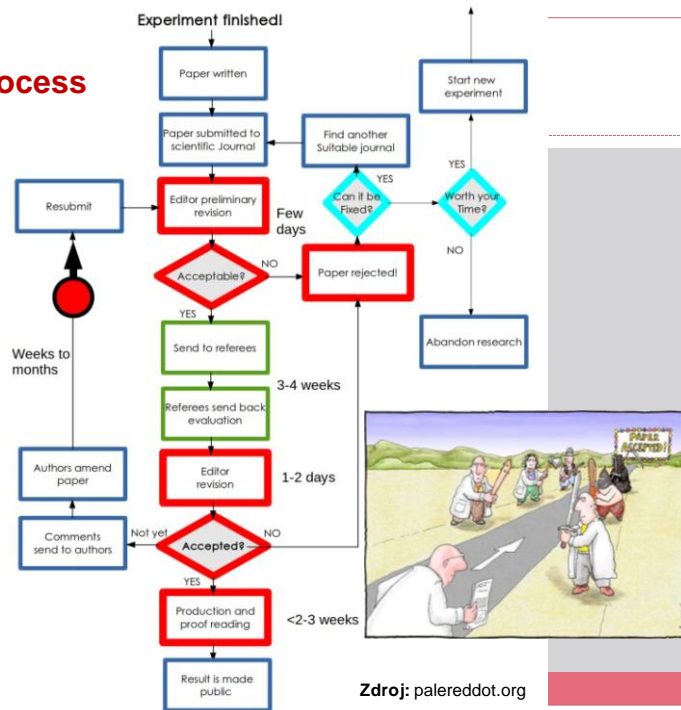 Experiment finished!
ocess
Paper written
Start new
experiment
Paper submitted to
scientific Journal
Find another
Suitable journal
YES
YES
Resubmit
Editor preliminary
revision
Few
days
Can it be
Fixed?
Worth your
Time?
NO
Acceptable?
NO
Paper rejected!
YES
Send to referees
Abandon research
Weeks to
months
3-4 weeks
Referees send back
evaluation
PAPER
ACCEPTED!
Authors amend
paper
Editor
revision
1-2 days
Comments
send to authors
Not yet
Accepted?
NO
YES
Production and
proof reading
<2-3 weeks
Result is made
public
Zdroj: palereddot.org